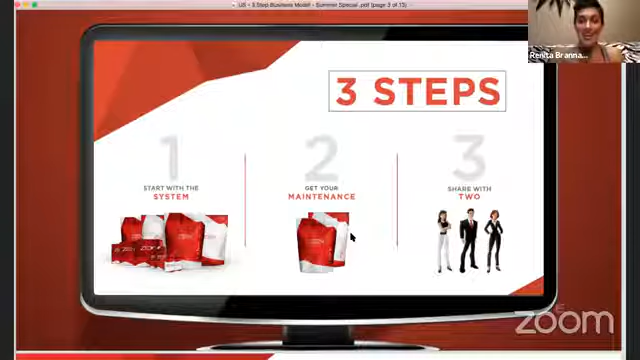 US - 3 Step Business Model - Summer Special .pdf (page 3 of 13)
Renita Branna...
3 STEPS
1
START WITH THE
SYSTEM
2
GET YOUR
MAINTENANCE
3
SHARE WITH
TWO
zoom